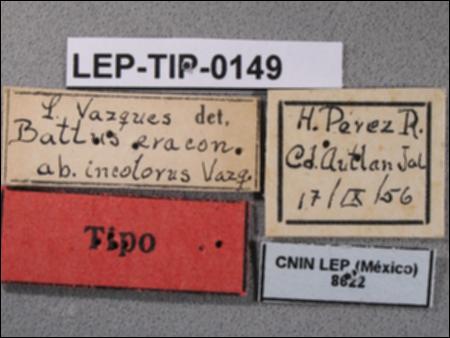 LEP-TIP-0149
L. Vazques det.
Battus eracon.
ab. incolorus Vazq.
H. Pérez R.
Cd. Autlan Jal
17/IX/56
Tipo
CNIN LEP (México)
8622